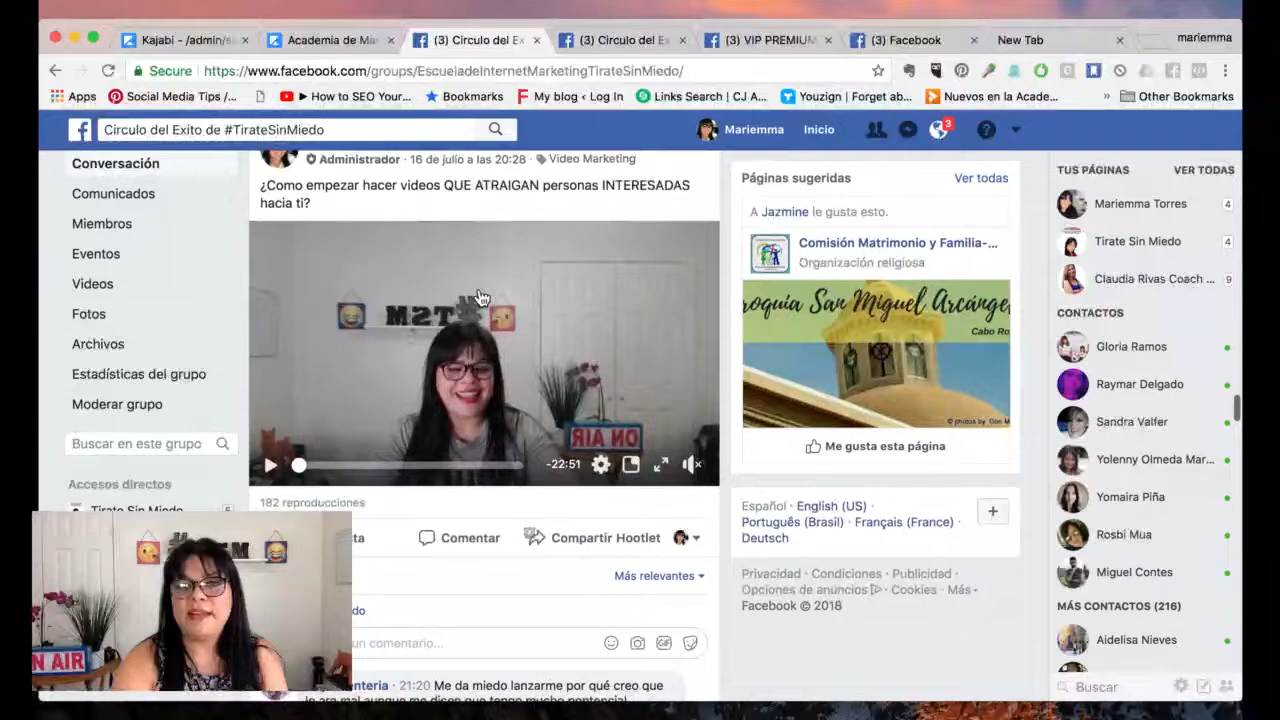 Kajabi - /admin/si
Academia de Ma
(3) Circulo del Ex
(3) Circulo del E
(3) VIP PREMIUM
(3) Facebook
New Tab
mariemma
Secure
https://www.facebook.com/groups/EscueladeInternetMarketingTirateSinMiedo/
Apps
Social Media Tips /...
► How to SEO Your...
Bookmarks
My blog ‹ Log In
Links Search | CJ A...
Youzign | Forget ab...
Nuevos en la Acade...
»
Other Bookmarks
Circulo del Exito de #TirateSinMiedo
Mariemma
Inicio
3
Conversación
Comunicados
Miembros
Eventos
Videos
Fotos
Archivos
Estadísticas del grupo
Moderar grupo
Buscar en este grupo
Accesos directos
Tirate Sin Miedo
5
Administrador · 16 de julio a las 20:28 · Video Marketing
¿Como empezar hacer videos QUE ATRAIGAN personas INTERESADAS
hacia ti?
#TSM
ON AIR
-22:51
182 reproducciones
Comentar
Compartir Hootlet
Más relevantes
un comentario...
GIF
21:20 Me da miedo lanzarme por qué creo que
Páginas sugeridas
Ver todas
A Jazmine le gusta esto.
Comisión Matrimonio y Familia-...
Organización religiosa
roquia San Miguel Arcánge
Cabo Ro
Me gusta esta página
Español · English (US) ·
Português (Brasil) · Français (France) ·
Deutsch
Privacidad · Condiciones · Publicidad ·
Opciones de anuncios · Cookies · Más
Facebook © 2018
TUS PÁGINAS
VER TODAS
Mariemma Torres
4
Tirate Sin Miedo
4
Claudia Rivas Coach ...
9
CONTACTOS
Gloria Ramos
Raymar Delgado
Sandra Valfer
Yolenny Olmeda Mar...
Yomaira Piña
Rosbi Mua
Miguel Contes
MÁS CONTACTOS (216)
Aidelisa Nieves
Buscar
N AIR